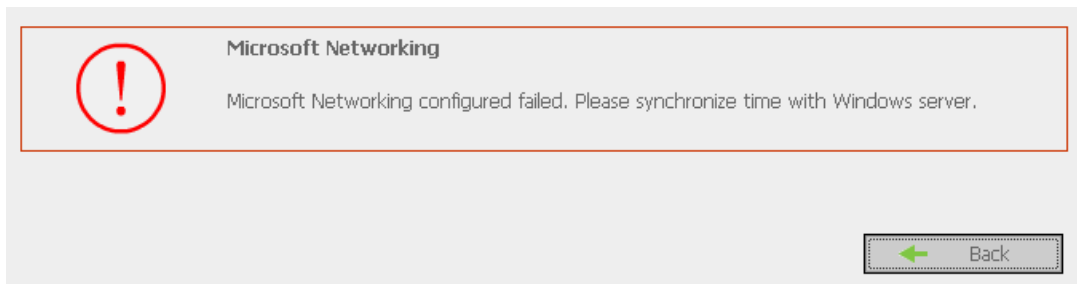 Microsoft Networking
Microsoft Networking configured failed. Please synchronize time with Windows server.
Back